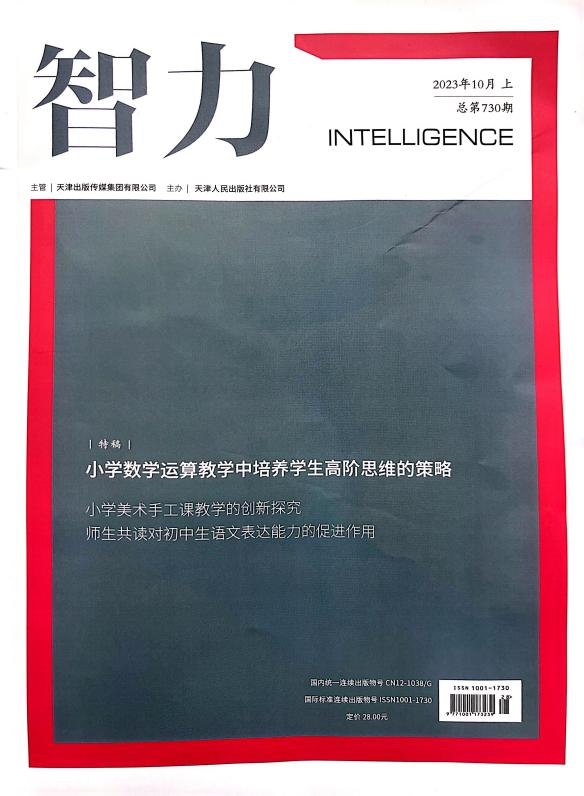 智力
2023年10月 上
总第730期
INTELLIGENCE
主管 | 天津出版传媒集团有限公司 主办 | 天津人民出版社有限公司
| 特稿 |
小学数学运算教学中培养学生高阶思维的策略
小学美术手工课教学的创新探究
师生共读对初中生语文表达能力的促进作用
国内统一连续出版物号 CN12-1038/G
国际标准连续出版物号 ISSN1001-1730
定价 28.00元
ISSN 1001-1730
28>
9 771001 173239